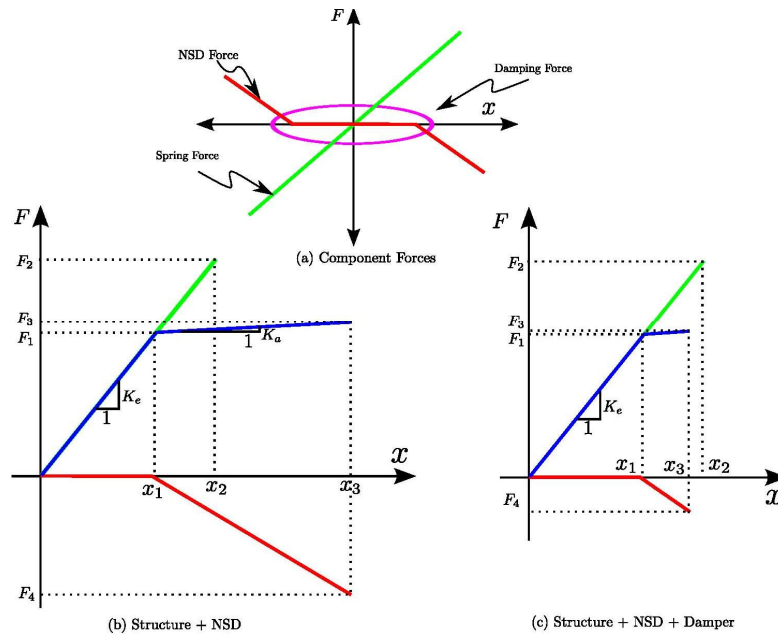 F
NSD Force
Damping Force
x
Spring Force
(a) Component Forces
F
F2
F3
F1
Ka
1
Ke
1
x
x1
x2
x3
F4
(b) Structure + NSD
F
F2
F3
F1
Ke
1
x1
x3
x2
x
F4
(c) Structure + NSD + Damper